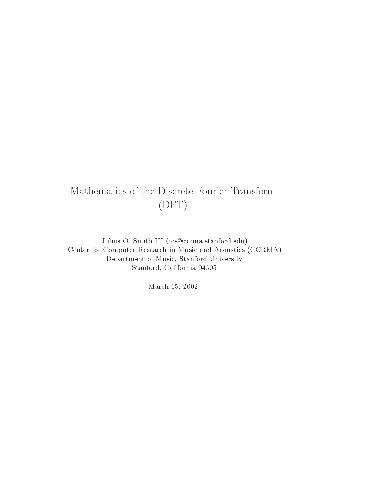 Mathematics of the Discrete Fourier Transform
(DFT)
Julius O. Smith III (jos@ccrma.stanford.edu)
Center for Computer Research in Music and Acoustics (CCRMA)
Department of Music, Stanford University
Stanford, California 94305
March 15, 2002